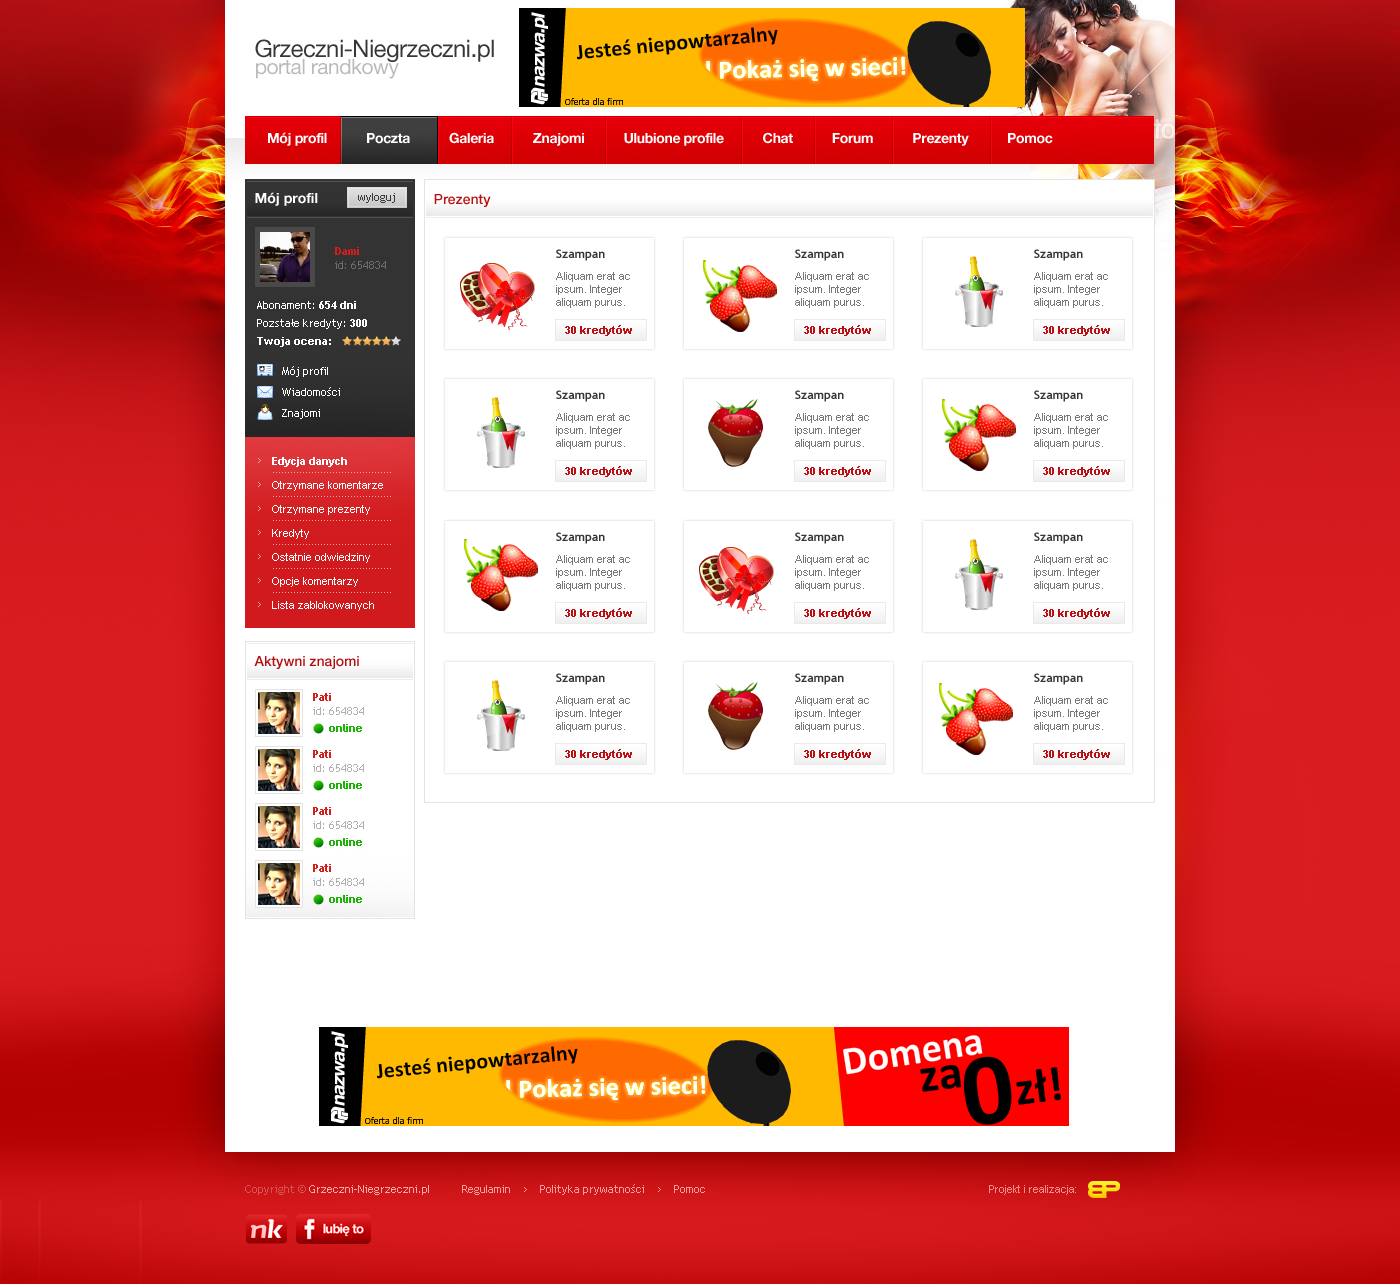 Grzeczni-Niegrzeczni.pl
portal randkowy
nazwa.pl
Jesteś niepowtarzalny
! Pokaż się w sieci!
Oferta dla firm
Mój profil
Poczta
Galeria
Znajomi
Ulubione profile
Chat
Forum
Prezenty
Pomoc
Mój profil
wyloguj
Dami
id: 654834
Abonament: 654 dni
Pozstałe kredyty: 300
Twoja ocena:
Mój profil
Wiadomości
Znajomi
Edycja danych
Otrzymane komentarze
Otrzymane prezenty
Kredyty
Ostatnie odwiedziny
Opcje komentarzy
Lista zablokowanych
Aktywni znajomi
Pati
id: 654834
online
Pati
id: 654834
online
Pati
id: 654834
online
Pati
id: 654834
online
Prezenty
Szampan
Aliquam erat ac
ipsum. Integer
aliquam purus.
30 kredytów
Szampan
Aliquam erat ac
ipsum. Integer
aliquam purus.
30 kredytów
Szampan
Aliquam erat ac
ipsum. Integer
aliquam purus.
30 kredytów
Szampan
Aliquam erat ac
ipsum. Integer
aliquam purus.
30 kredytów
Szampan
Aliquam erat ac
ipsum. Integer
aliquam purus.
30 kredytów
Szampan
Aliquam erat ac
ipsum. Integer
aliquam purus.
30 kredytów
Szampan
Aliquam erat ac
ipsum. Integer
aliquam purus.
30 kredytów
Szampan
Aliquam erat ac
ipsum. Integer
aliquam purus.
30 kredytów
Szampan
Aliquam erat ac
ipsum. Integer
aliquam purus.
30 kredytów
Szampan
Aliquam erat ac
ipsum. Integer
aliquam purus.
30 kredytów
Szampan
Aliquam erat ac
ipsum. Integer
aliquam purus.
30 kredytów
Szampan
Aliquam erat ac
ipsum. Integer
aliquam purus.
30 kredytów
nazwa.pl
Jesteś niepowtarzalny
! Pokaż się w sieci!
Oferta dla firm
Domena
za 0 zł!
Copyright © Grzeczni-Niegrzeczni.pl
Regulamin
Polityka prywatności
Pomoc
Projekt i realizacja:
nk
f lubię to